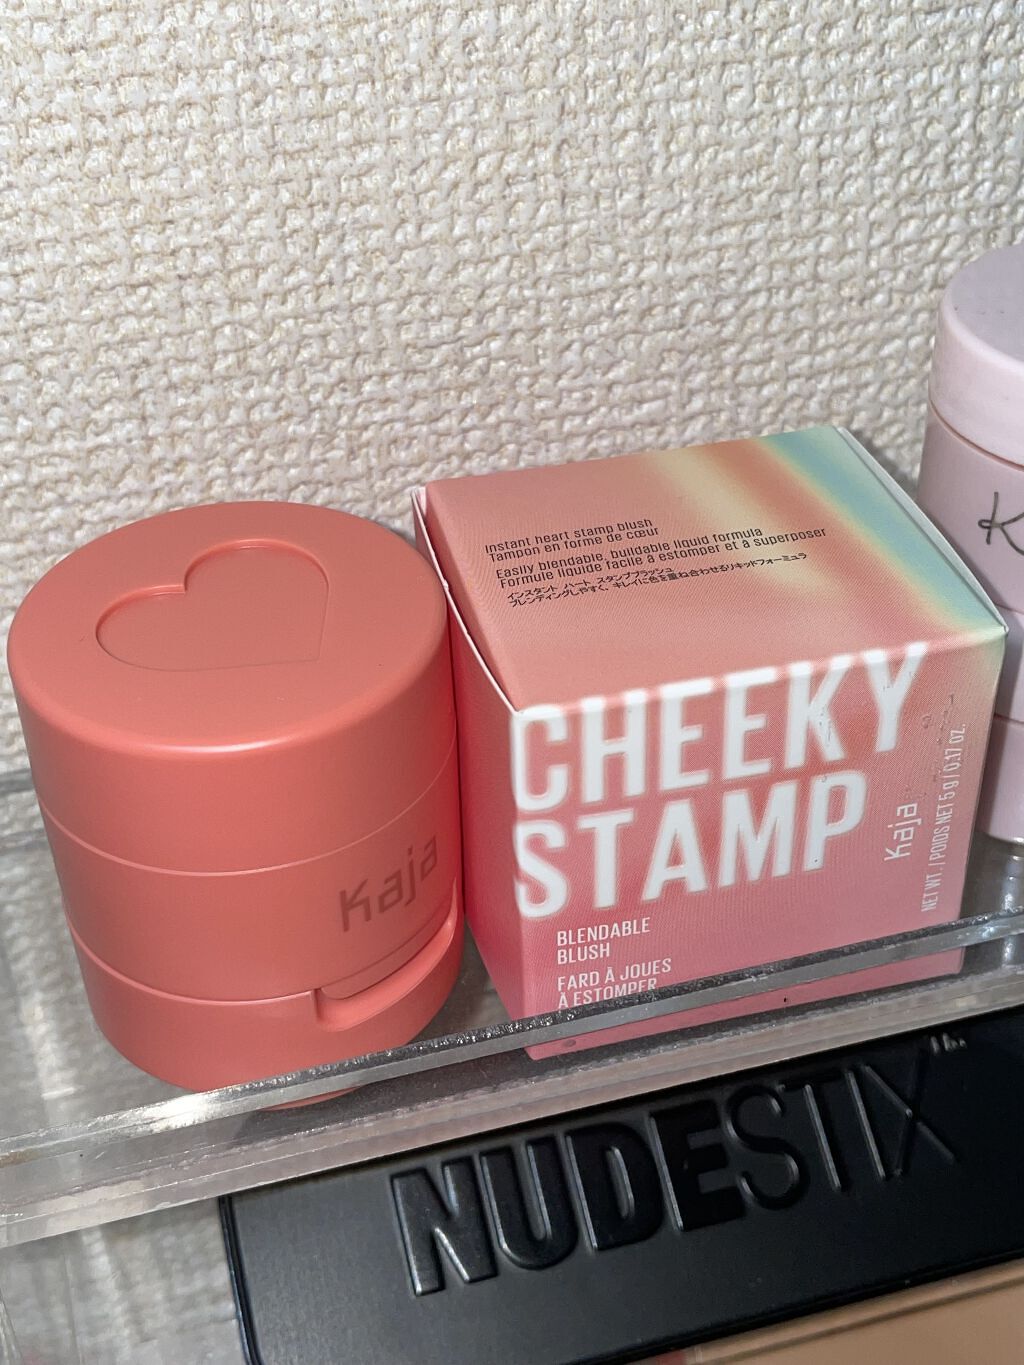 Instant heart stamp blush
Tampon en forme de cœur
Easily blendable, buildable liquid formula
Formule liquide facile à estomper et à superposer
インスタント ハート スタンプブラッシュ
ブレンディングしやすく、キレイに色を重ね合わせるリキッドフォーミュラ
CHEEKY
STAMP
Kaja
NET WT. / POIDS NET 5 g / 0.17 OZ.
BLENDABLE
BLUSH
FARD À JOUES
À ESTOMPER
Kaja
K
NUDESTIX